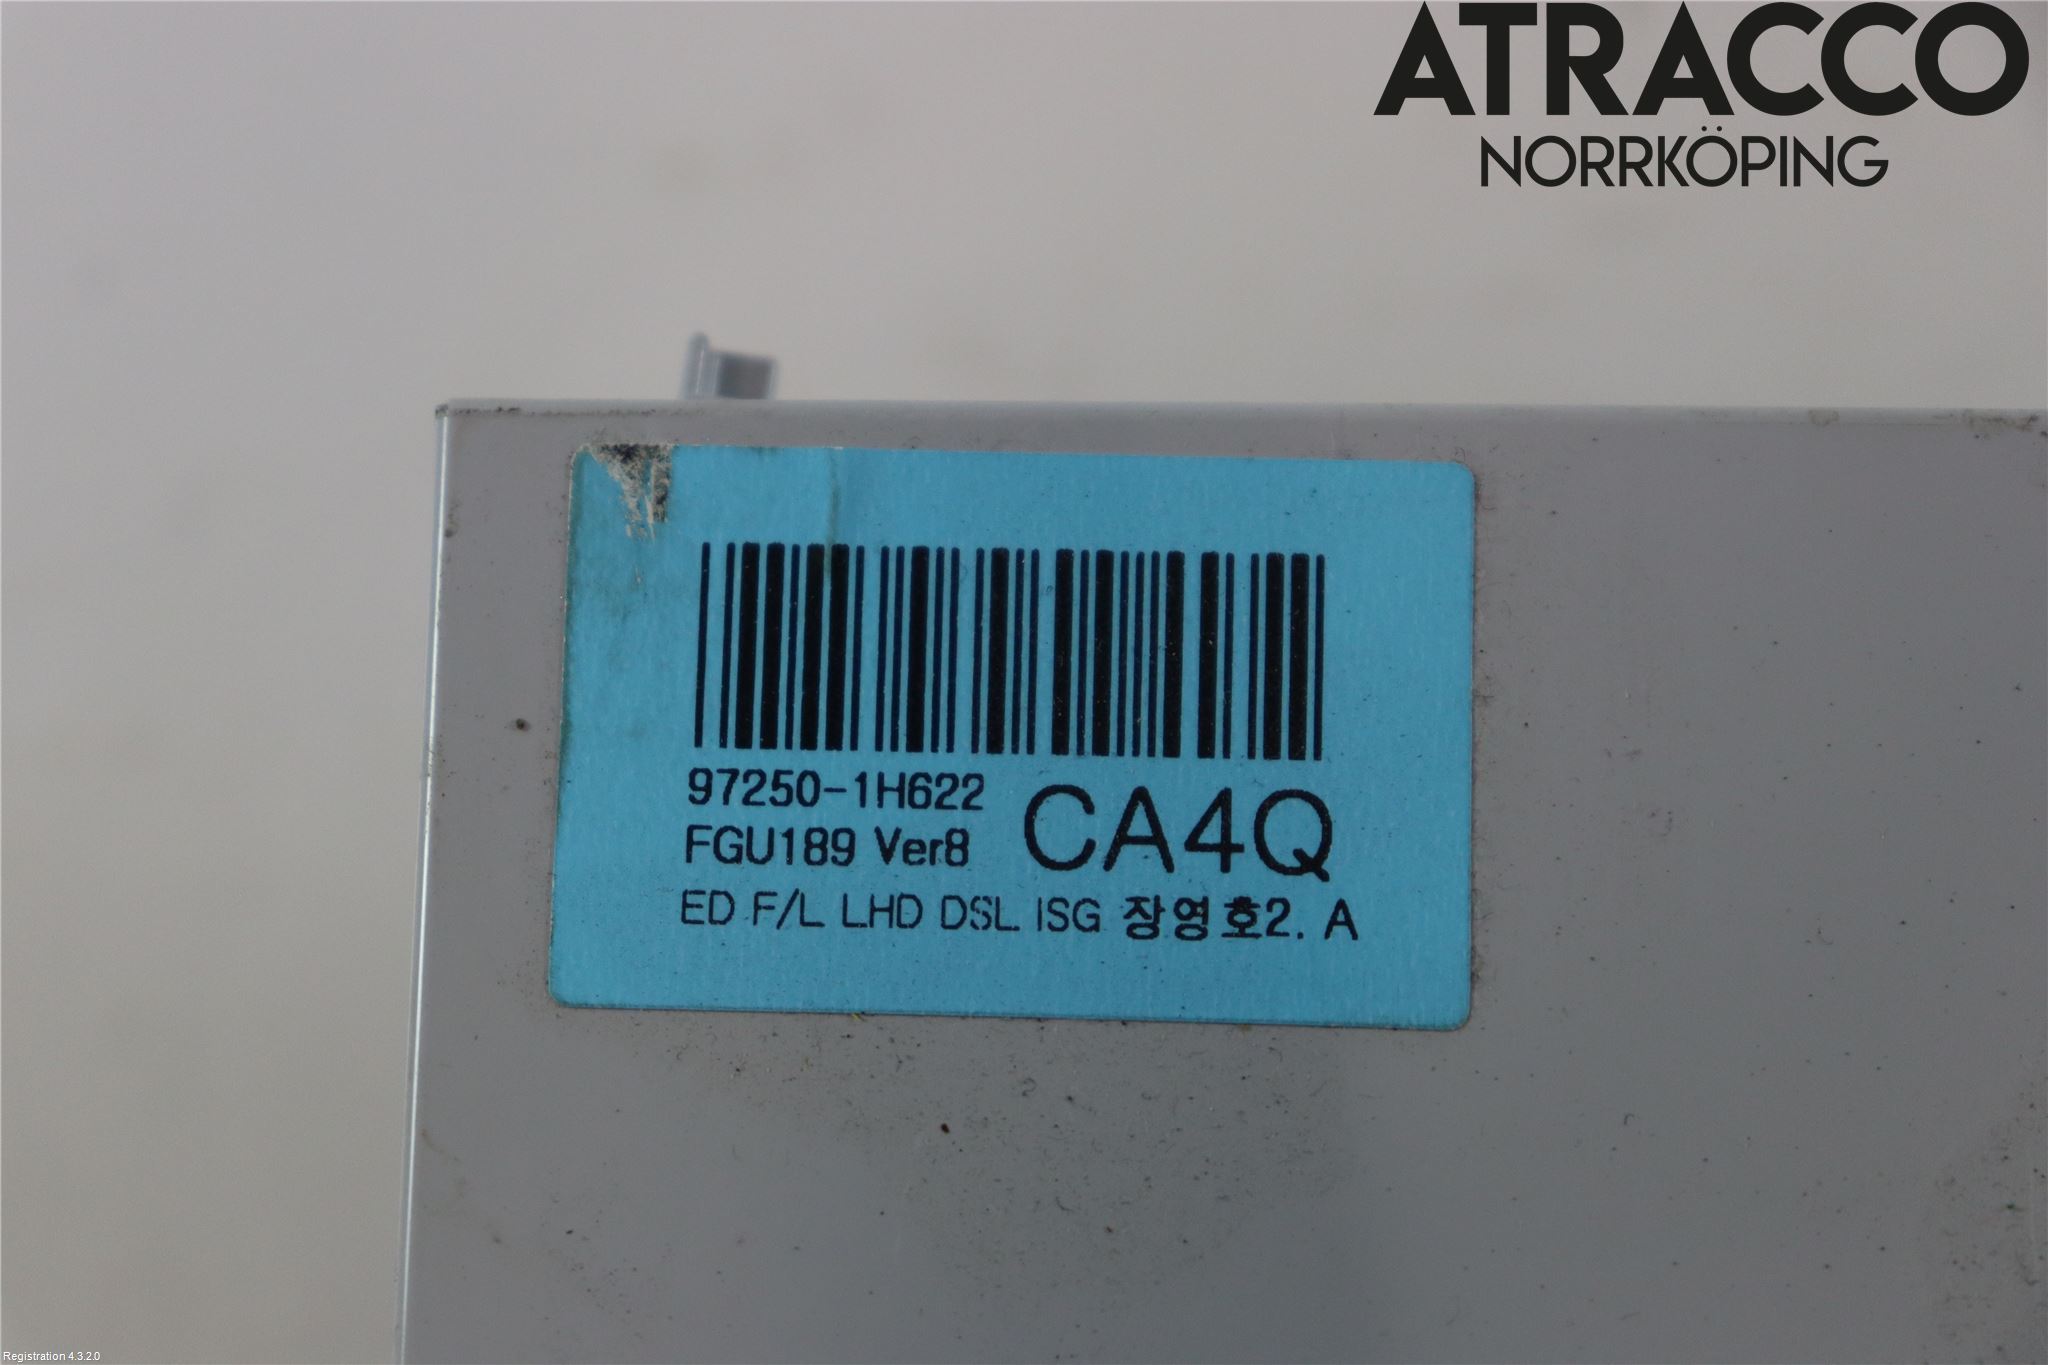 ATRACCO
NORRKÖPING
97250-1H622
FGU189 Ver8
CA4Q
ED F/L LHD DSL ISG 장영호2. A
Registration 4.3.2.0